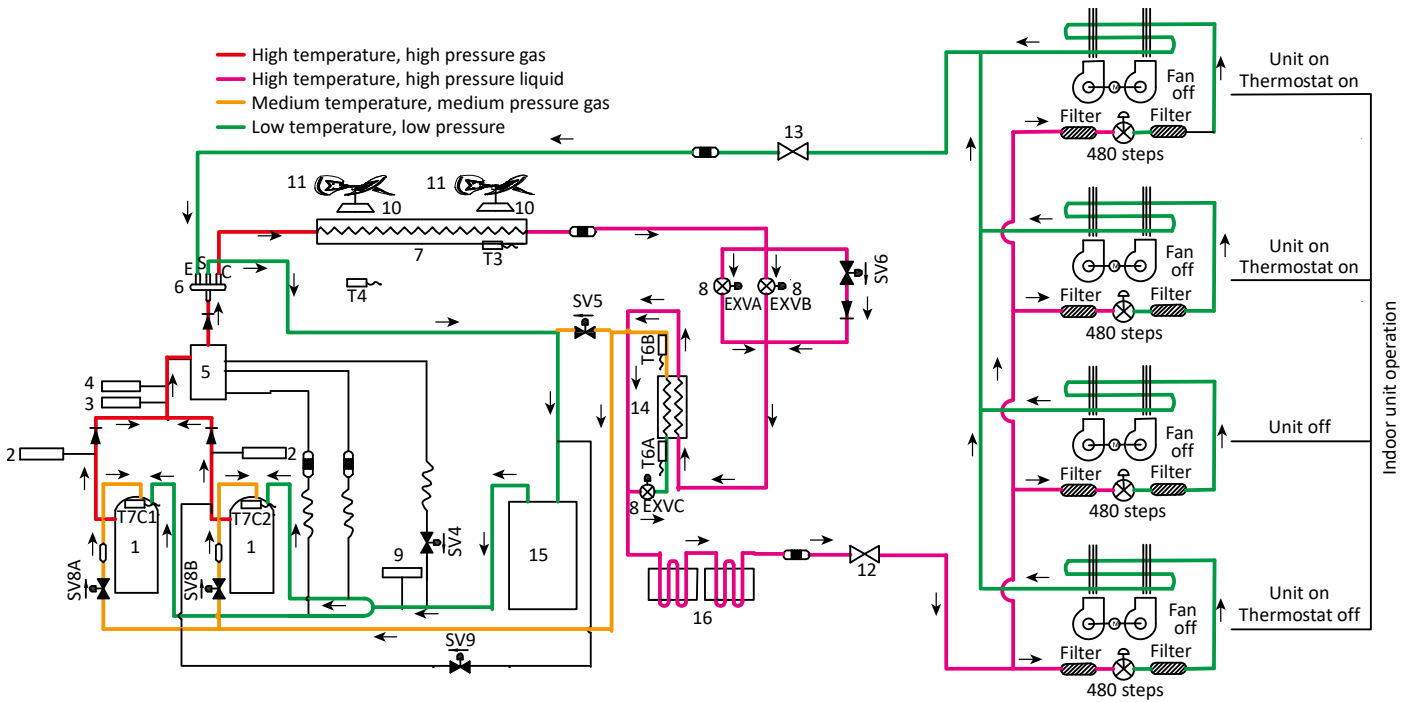 High temperature, high pressure gas
High temperature, high pressure liquid
Medium temperature, medium pressure gas
Low temperature, low pressure
13
11
11
10
10
7
T3
T4
E
S
C
6
5
4
3
2
2
T7C1
T7C2
1
1
SV8A
SV8B
SV9
SV4
9
15
SV5
T6B
14
T6A
8
EXVC
8
EXVA
8
EXVB
SV6
16
12
Fan
off
Filter
Filter
480 steps
Unit on
Thermostat on
Fan
off
Filter
Filter
480 steps
Unit on
Thermostat on
Fan
off
Filter
Filter
480 steps
Unit off
Fan
off
Filter
Filter
480 steps
Unit on
Thermostat off
Indoor unit operation